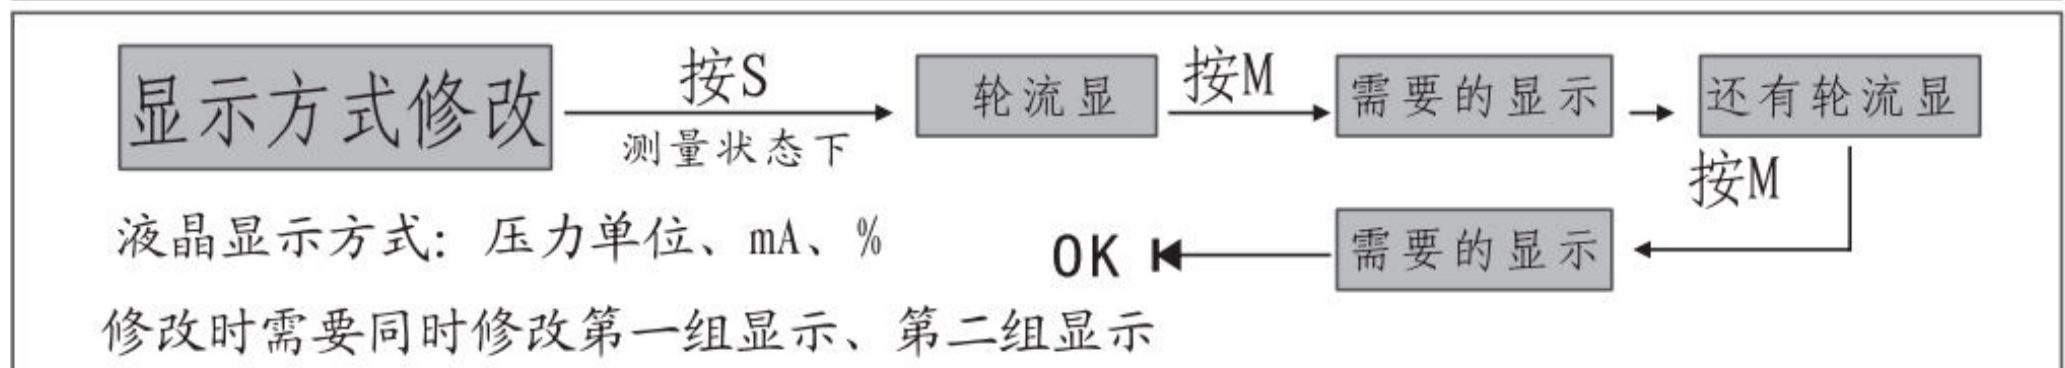 显示方式修改
按S
测量状态下
轮流显
按M
需要的显示
还有轮流显
按M
需要的显示
OK
液晶显示方式：压力单位、mA、%
修改时需要同时修改第一组显示、第二组显示